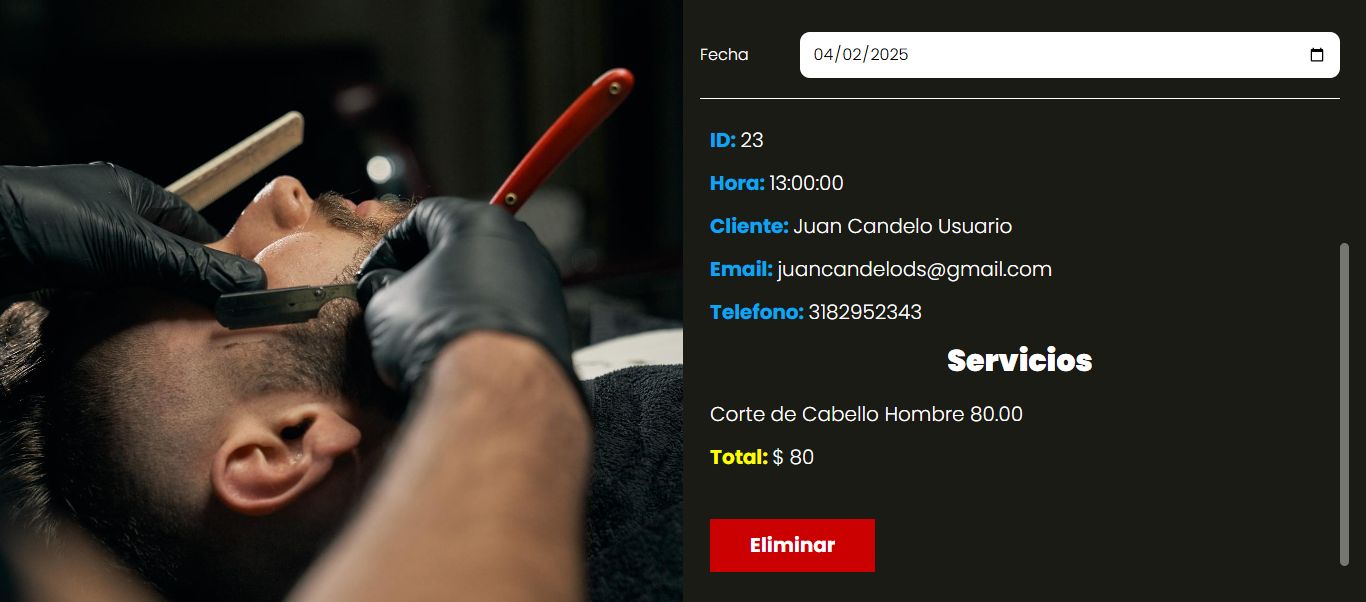 Fecha 04/02/2025
ID: 23
Hora: 13:00:00
Cliente: Juan Candelo Usuario
Email: juancandelods@gmail.com
Telefono: 3182952343
Servicios
Corte de Cabello Hombre 80.00
Total: $ 80
Eliminar